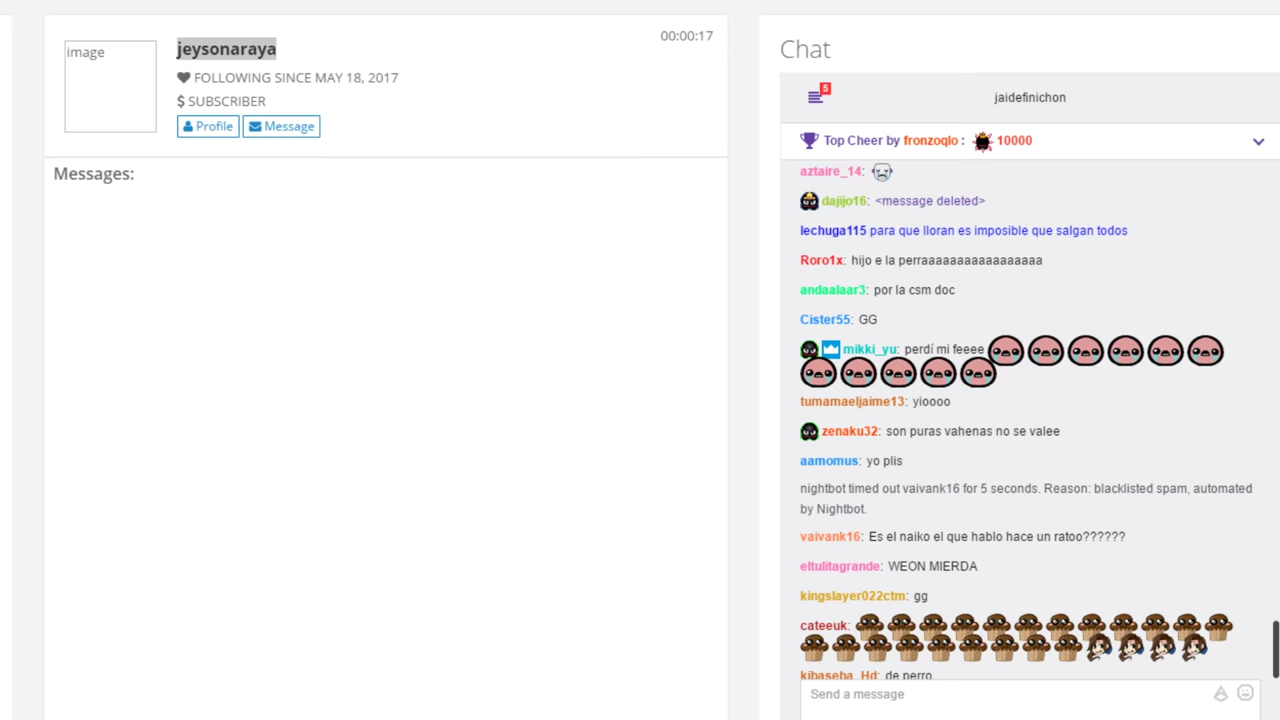 image
jeysonaraya
00:00:17
FOLLOWING SINCE MAY 18, 2017
$ SUBSCRIBER
Profile
Message
Messages:
Chat
5
jaidefinichon
Top Cheer by fronzoqlo : 10000
aztaire_14:
dajijo16: <message deleted>
lechuga115 para que lloran es imposible que salgan todos
Roro1x: hijo e la perraaaaaaaaaaaaaaaaa
andaalaar3: por la csm doc
Cister55: GG
mikki_yu: perdí mi feeee
tumamaeljaime13: yioooo
zenaku32: son puras vahenas no se valee
aamomus: yo plis
nightbot timed out vaivank16 for 5 seconds. Reason: blacklisted spam, automated
by Nightbot.
vaivank16: Es el naiko el que hablo hace un ratoo??????
eltulitagrande: WEON MIERDA
kingslayer022ctm: gg
cateeuk:
kibaseba_Hd: de perro
Send a message